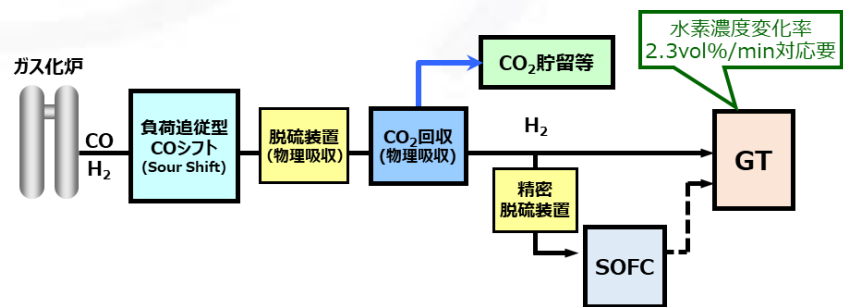 水素濃度変化率
2.3vol%/min対応要
ガス化炉
CO₂貯留等
CO
H₂
負荷追従型
COシフト
(Sour Shift)
脱硫装置
(物理吸収)
CO₂回収
(物理吸収)
H₂
GT
精密
脱硫装置
SOFC